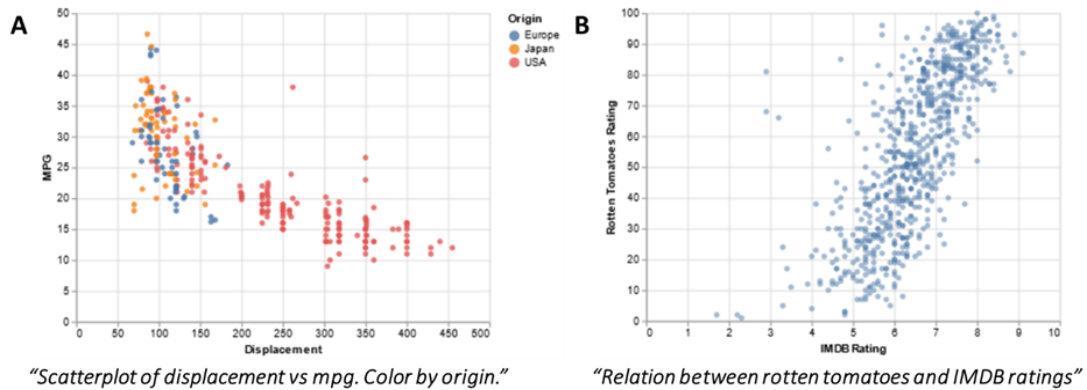 A
Origin
Europe
Japan
USA
50
45
40
35
30
25
20
15
10
5
0
MPG
0 50 100 150 200 250 300 350 400 450 500
Displacement
"Scatterplot of displacement vs mpg. Color by origin."
B
100
90
80
70
60
50
40
30
20
10
0
Rotten Tomatoes Rating
0 1 2 3 4 5 6 7 8 9 10
IMDB Rating
"Relation between rotten tomatoes and IMDB ratings"